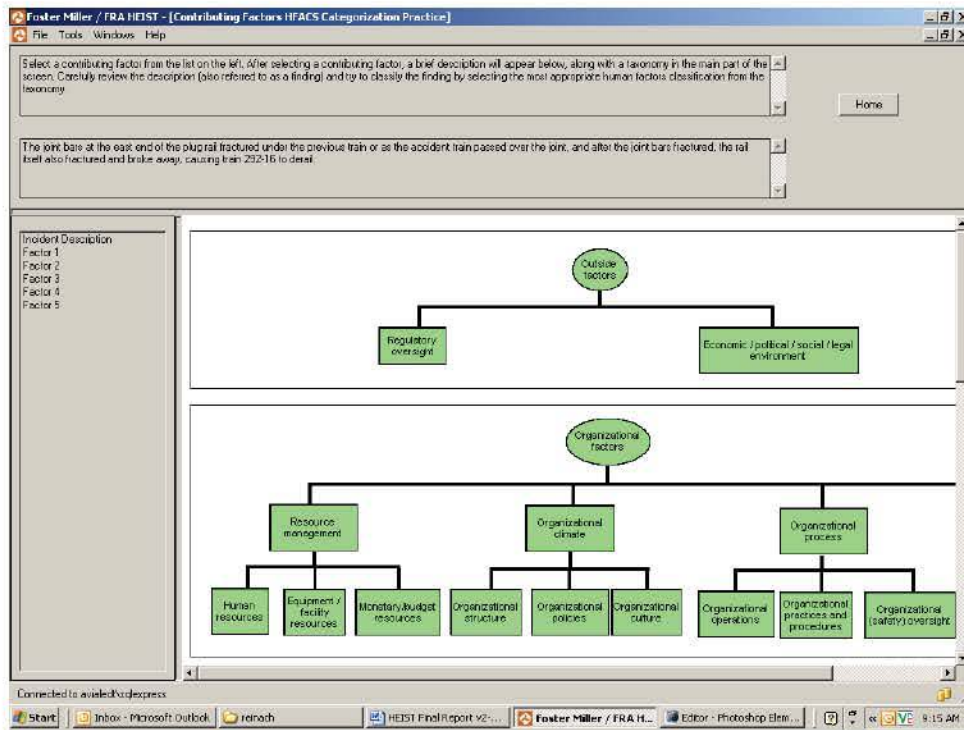 Foster Miller / FRA HEIST - [Contributing Factors HFACS Categorization Practice]
File Tools Windows Help
Select a contributing factor from the list on the left. After selecting a contributing factor, a brief description will appear below, along with a taxonomy in the main part of the
screen. Carefully review the description (also referred to as a finding) and try to classify the finding by selecting the most appropriate human factors classification from the
taxonomy
Home
The joint bars at the east end of the plug rail fractured under the previous train or as the accident train passed over the joint, and after the joint bars fractured, the rail
itself also fractured and broke away, causing train 292-16 to derail.
Incident Description
Factor 1
Factor 2
Factor 3
Factor 4
Factor 5
Outside
factors
Regulatory
oversight
Economic / political / social / legal
environment
Organizational
factors
Resource
management
Organizational
climate
Organizational
process
Human
resources
Equipment /
facility
resources
Monetary/budget
resources
Organizational
structure
Organizational
policies
Organizational
culture
Organizational
operations
Organizational
practices and
procedures
Organizational
(safety) oversight
Connected to
Start
Inbox - Microsoft Outlook
reinach
HEIST Final Report v2-...
Foster Miller / FRA H...
Editor - Photoshop Elem...
9:15 AM